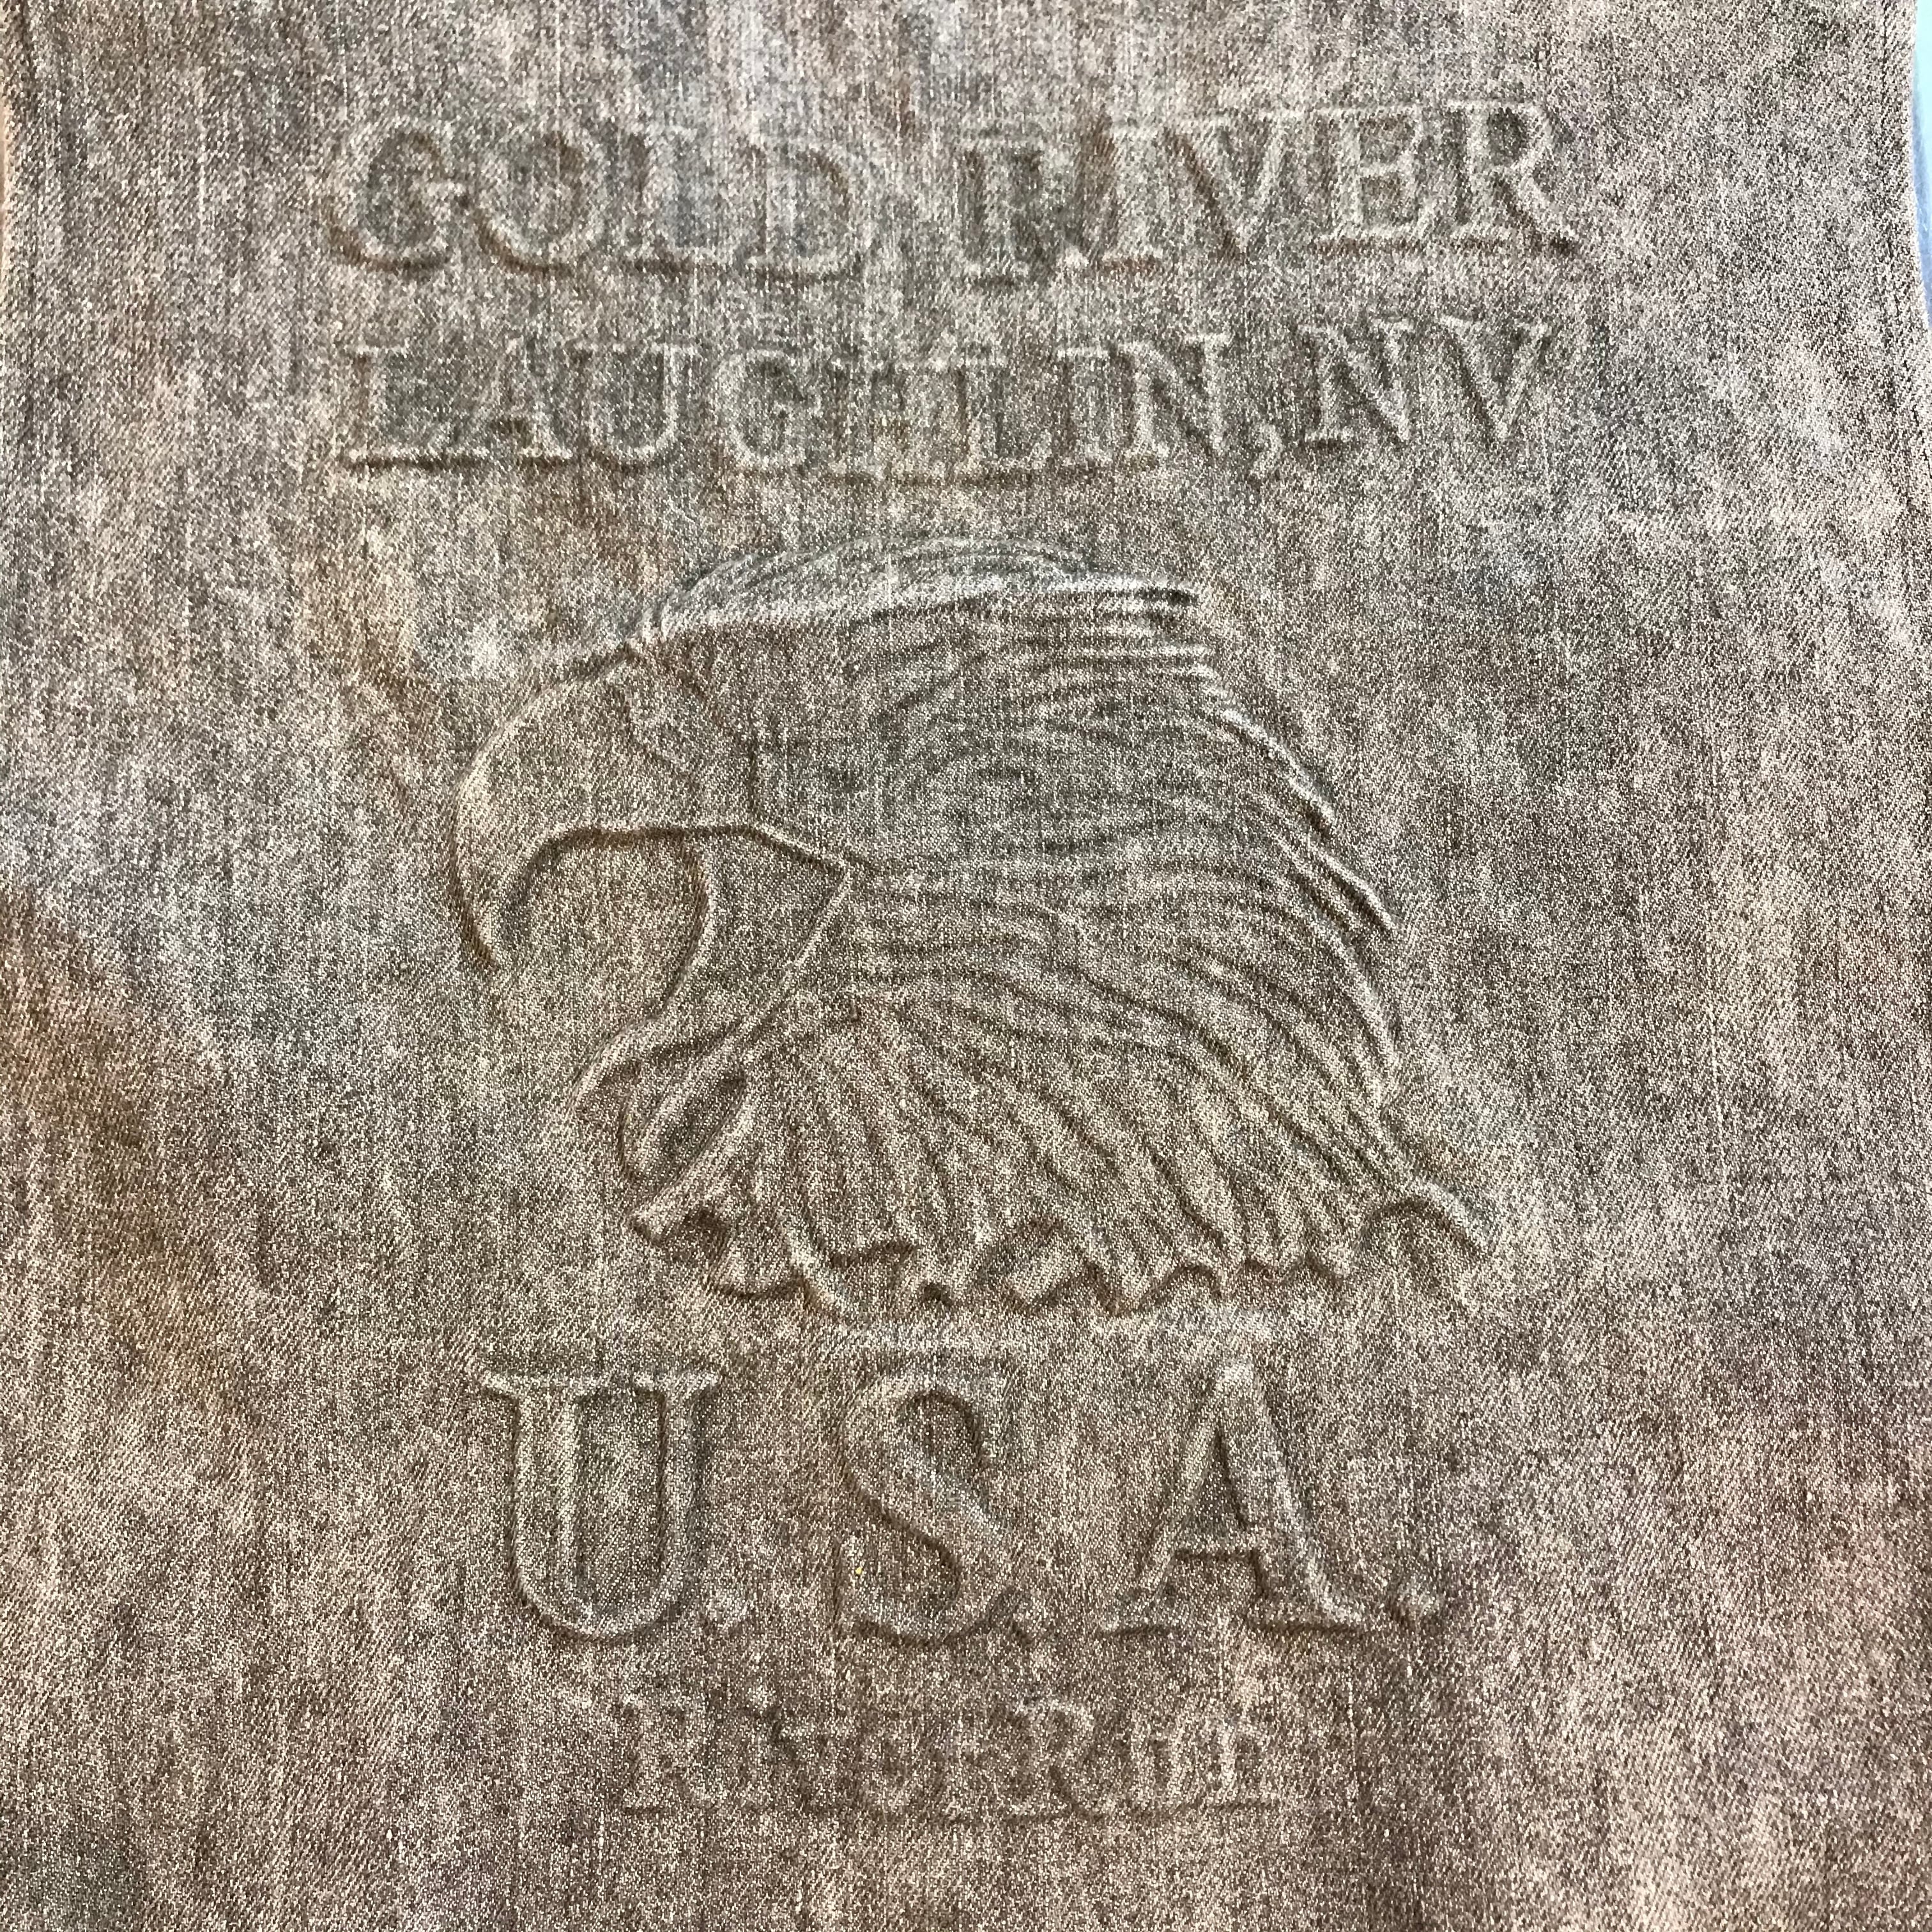 GOLD RIVER
LAUGHLIN, NV
U.S.A.